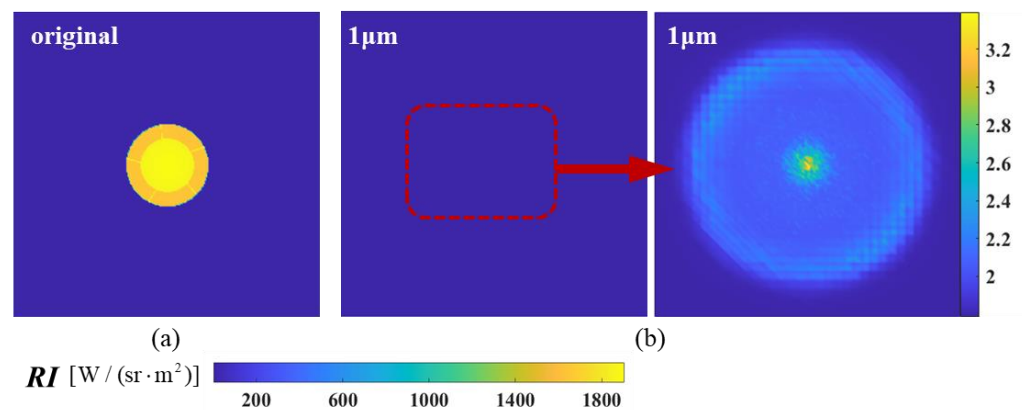 original
1μm
1μm
3.2
3
2.8
2.6
2.4
2.2
2
(a)
(b)
RI [W / (sr · m²)]
200 600 1000 1400 1800